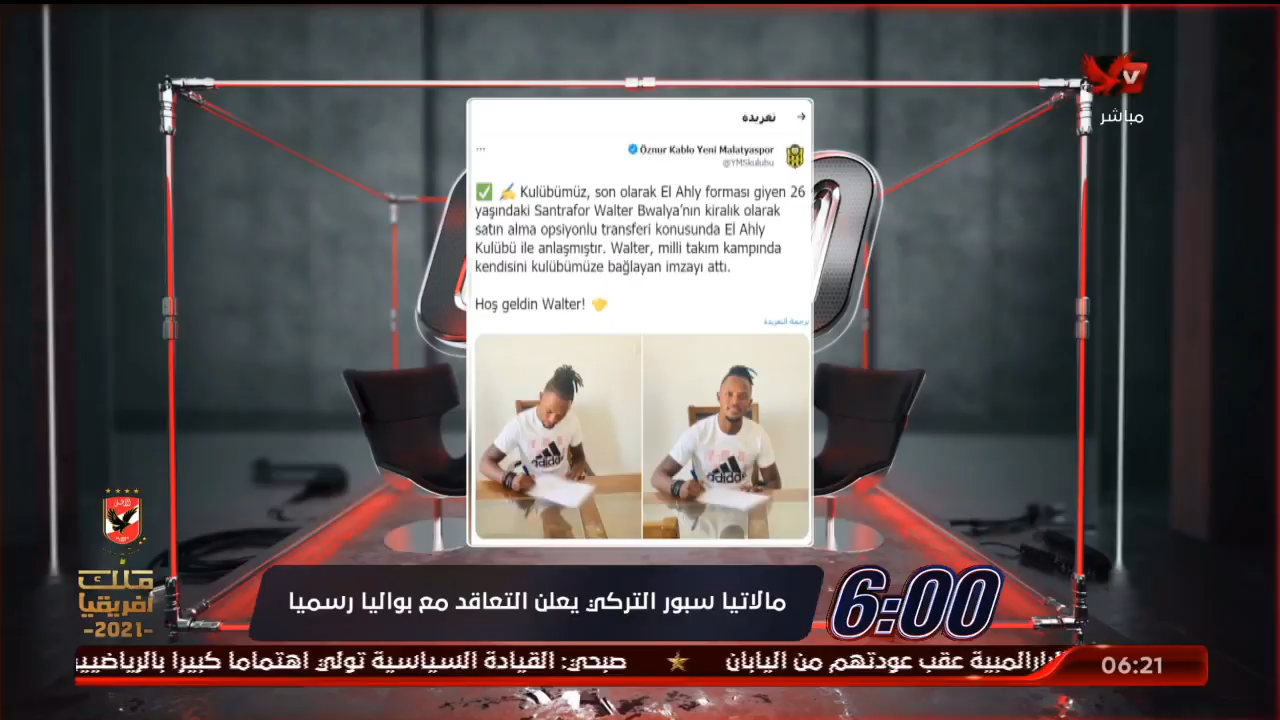 مباشر
تغريدة
Öznur Kablo Yeni Malatyaspor
@YMSkulubu
Kulübümüz, son olarak El Ahly forması giyen 26
yaşındaki Santrafor Walter Bwalya’nın kiralık olarak
satın alma opsiyonlu transferi konusunda El Ahly
Kulübü ile anlaşmıştır. Walter, milli takım kampında
kendisini kulübümüze bağlayan imzayı attı.
Hoş geldin Walter!
ترجمة التغريدة
adidas
adidas
ملك
أفريقيا
-2021-
6:00
مالاتيا سبور التركي يعلن التعاقد مع بواليا رسميا
البارالمبية عقب عودتهم من اليابان
صبحي: القيادة السياسية تولي اهتماما كبيرا
06:21